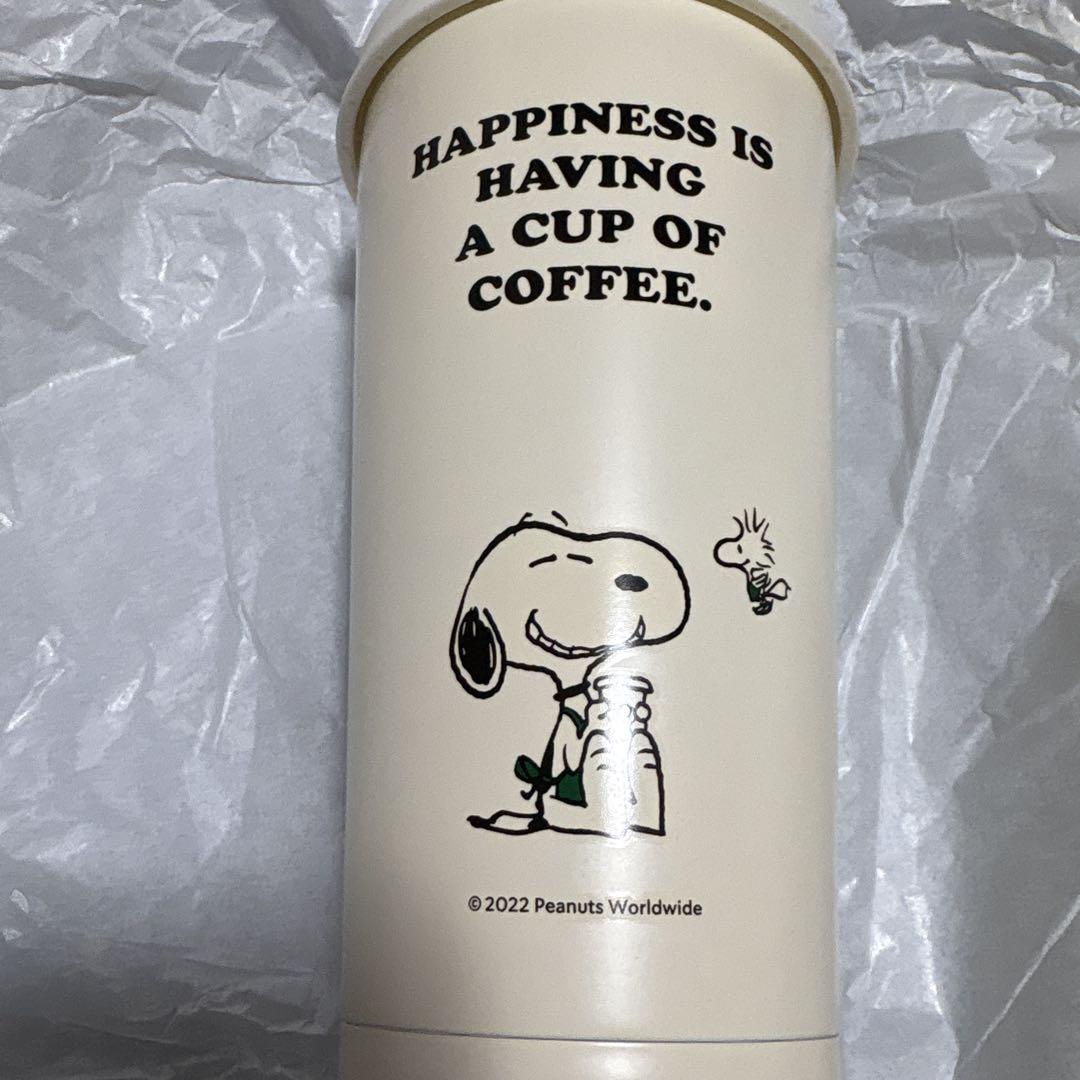 HAPPINESS IS
HAVING
A CUP OF
COFFEE.
©2022 Peanuts Worldwide